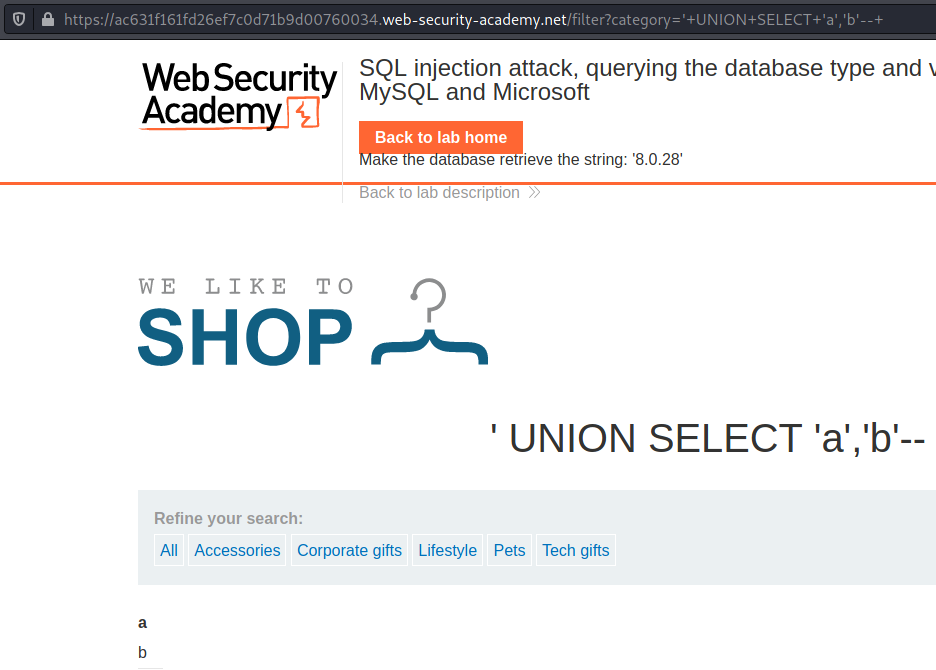 https://ac631f161fd26ef7c0d71b9d00760034.web-security-academy.net/filter?category='+UNION+SELECT+'a','b'--+
Web Security
Academy
SQL injection attack, querying the database type and v
MySQL and Microsoft
Back to lab home
Make the database retrieve the string: '8.0.28'
Back to lab description
WE LIKE TO
SHOP
' UNION SELECT 'a','b'--
Refine your search:
All Accessories Corporate gifts Lifestyle Pets Tech gifts
a
b